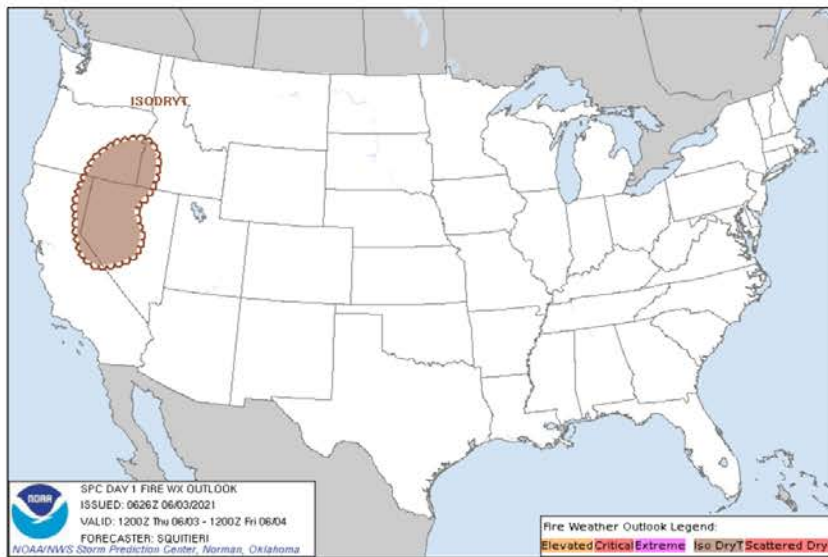 ISODRYT
NOAA
SPC DAY 1 FIRE WX OUTLOOK
ISSUED: 0626Z 06/03/2021
VALID: 1200Z Thu 06/03 - 1200Z Fri 06/04
FORECASTER: SQUITIERI
NOAA/NWS Storm Prediction Center, Norman, Oklahoma
Fire Weather Outlook Legend:
Elevated Critical Extreme Iso DryT Scattered Dry